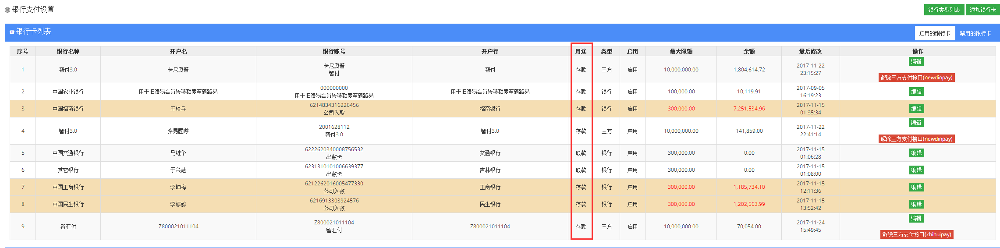 银行支付设置
银行类型列表 添加银行卡
银行卡列表
启用的银行卡 禁用的银行卡
序号 银行名称 开户名 银行账号 开户行 用途 类型 启用 最大限额 余额 最后修改 操作
1 智付3.0 卡尼奥普 卡尼奥普 智付 智付 存款 三方 启用 10,000,000.00 1,804,614.72 2017-11-22 23:15:27 编辑 解除三方支付接口(newdinpay)
2 中国农业银行 用于旧路易会员转移额度至新路易 000000000 用于旧路易会员转移额度至新路易 用于旧路易会员转移额度至新路易 存款 银行 启用 100,000.00 10,119.91 2017-09-05 16:19:23 编辑
3 中国招商银行 王轶兵 6214834316226456 公司入款 招商银行 存款 银行 启用 300,000.00 7,251,534.96 2017-11-15 01:35:34 编辑
4 智付3.0 路易國際 2001628112 智付3.0 智付3.0 存款 三方 启用 10,000,000.00 141,859.00 2017-11-22 22:41:14 编辑 解除三方支付接口(newdinpay)
5 中国交通银行 马继华 6222620340008756532 出款卡 交通银行 取款 银行 启用 300,000.00 0.00 2017-11-15 01:06:28 编辑
6 其它银行 于兴慧 6231310101006639377 出款卡 吉林银行 取款 银行 启用 300,000.00 0.00 2017-11-15 01:08:00 编辑
7 中国工商银行 李坤梅 6212262016005477330 公司入款 工商银行 存款 银行 启用 300,000.00 1,185,734.10 2017-11-15 12:11:36 编辑
8 中国民生银行 李婷婷 6216913303924576 公司入款 民生银行 存款 银行 启用 300,000.00 1,202,563.99 2017-11-15 13:52:42 编辑
9 智汇付 Z800021011104 Z800021011104 智汇付 Z800021011104 存款 三方 启用 10,000,000.00 70,054.00 2017-11-24 15:49:45 编辑 解除三方支付接口(zhihuipay)